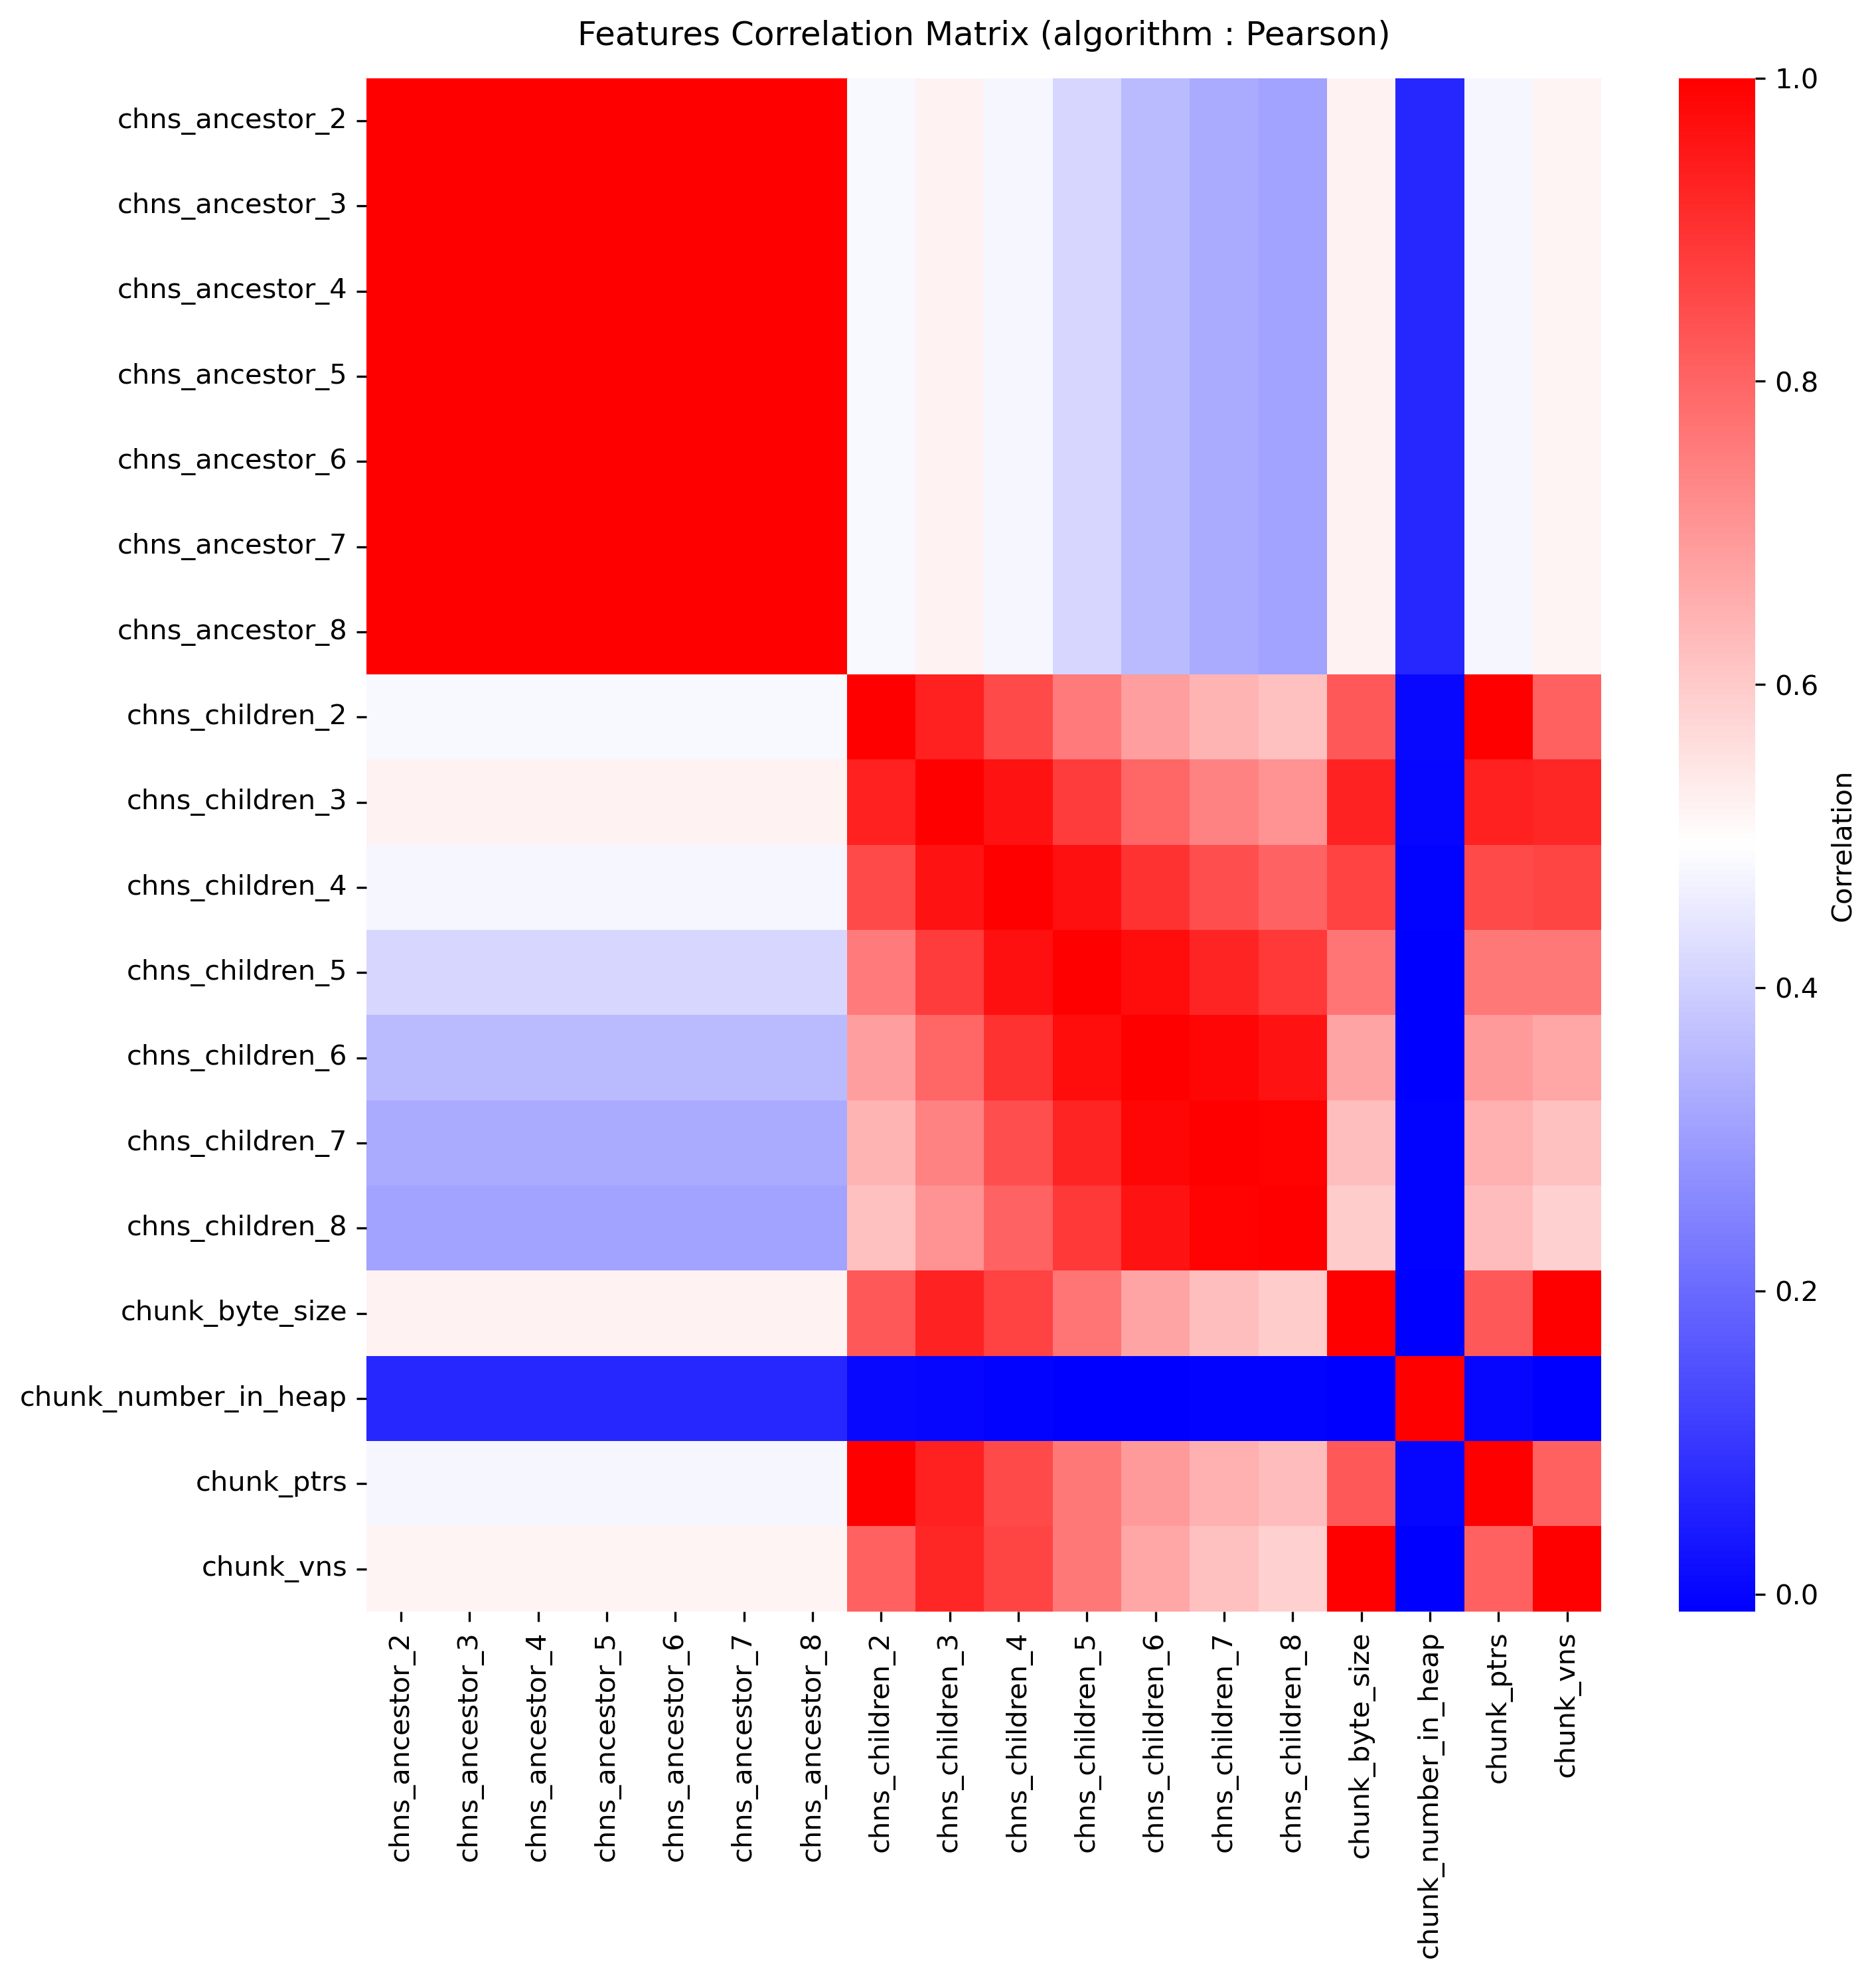 Features Correlation Matrix (algorithm : Pearson)
chns_ancestor_2
chns_ancestor_3
chns_ancestor_4
chns_ancestor_5
chns_ancestor_6
chns_ancestor_7
chns_ancestor_8
chns_children_2
chns_children_3
chns_children_4
chns_children_5
chns_children_6
chns_children_7
chns_children_8
chunk_byte_size
chunk_number_in_heap
chunk_ptrs
chunk_vns
chns_ancestor_2
chns_ancestor_3
chns_ancestor_4
chns_ancestor_5
chns_ancestor_6
chns_ancestor_7
chns_ancestor_8
chns_children_2
chns_children_3
chns_children_4
chns_children_5
chns_children_6
chns_children_7
chns_children_8
chunk_byte_size
chunk_number_in_heap
chunk_ptrs
chunk_vns
1.0
0.8
0.6
0.4
0.2
0.0
Correlation